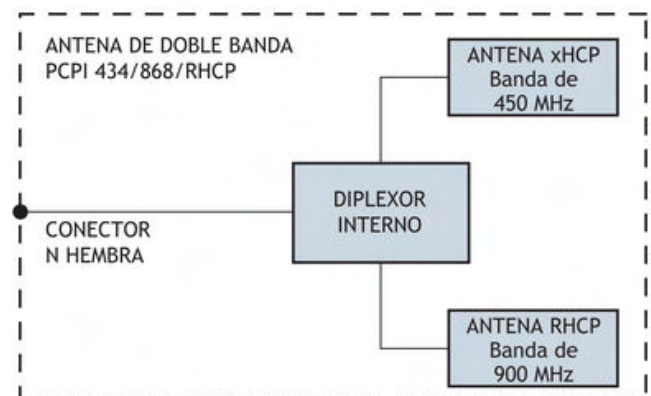 ANTENA DE DOBLE BANDA
PCPI 434/868/RHCP
ANTENA xHCP
Banda de
450 MHz
DIPLEXOR
INTERNO
CONECTOR
N HEMBRA
ANTENA RHCP
Banda de
900 MHz